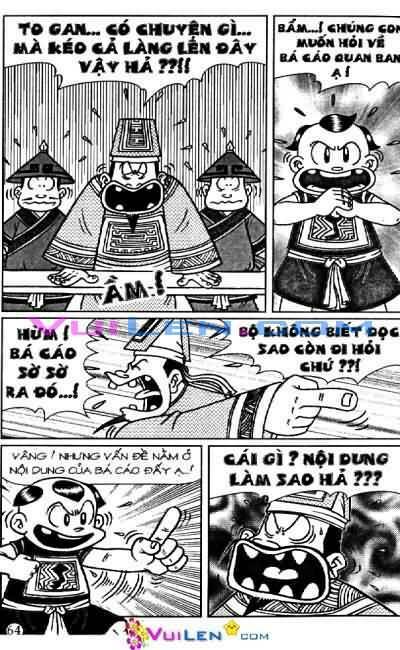 TO GAN... CÓ CHUYỆN GÌ...
MÀ KÉO CẢ LÀNG LÊN ĐÂY
VẬY HẢ ??!!
BẨM...! CHÚNG CON
MUỐN HỎI VỀ
BÁ CÁO QUAN BAN
Ạ!
ẦM..!
HỪM!
BÁ CÁO
SỜ SỜ
RA ĐÓ...!
BỘ KHÔNG BIẾT ĐỌC
SAO CÒN ĐI HỎI
CHỨ ??!
VUILEN.COM
VÂNG! NHƯNG VẤN ĐỀ NẰM Ở
NỘI DUNG CỦA BÁ CÁO ĐẤY Ạ..!
CÁI GÌ? NỘI DUNG
LÀM SAO HẢ ???
64
VUILEN.COM